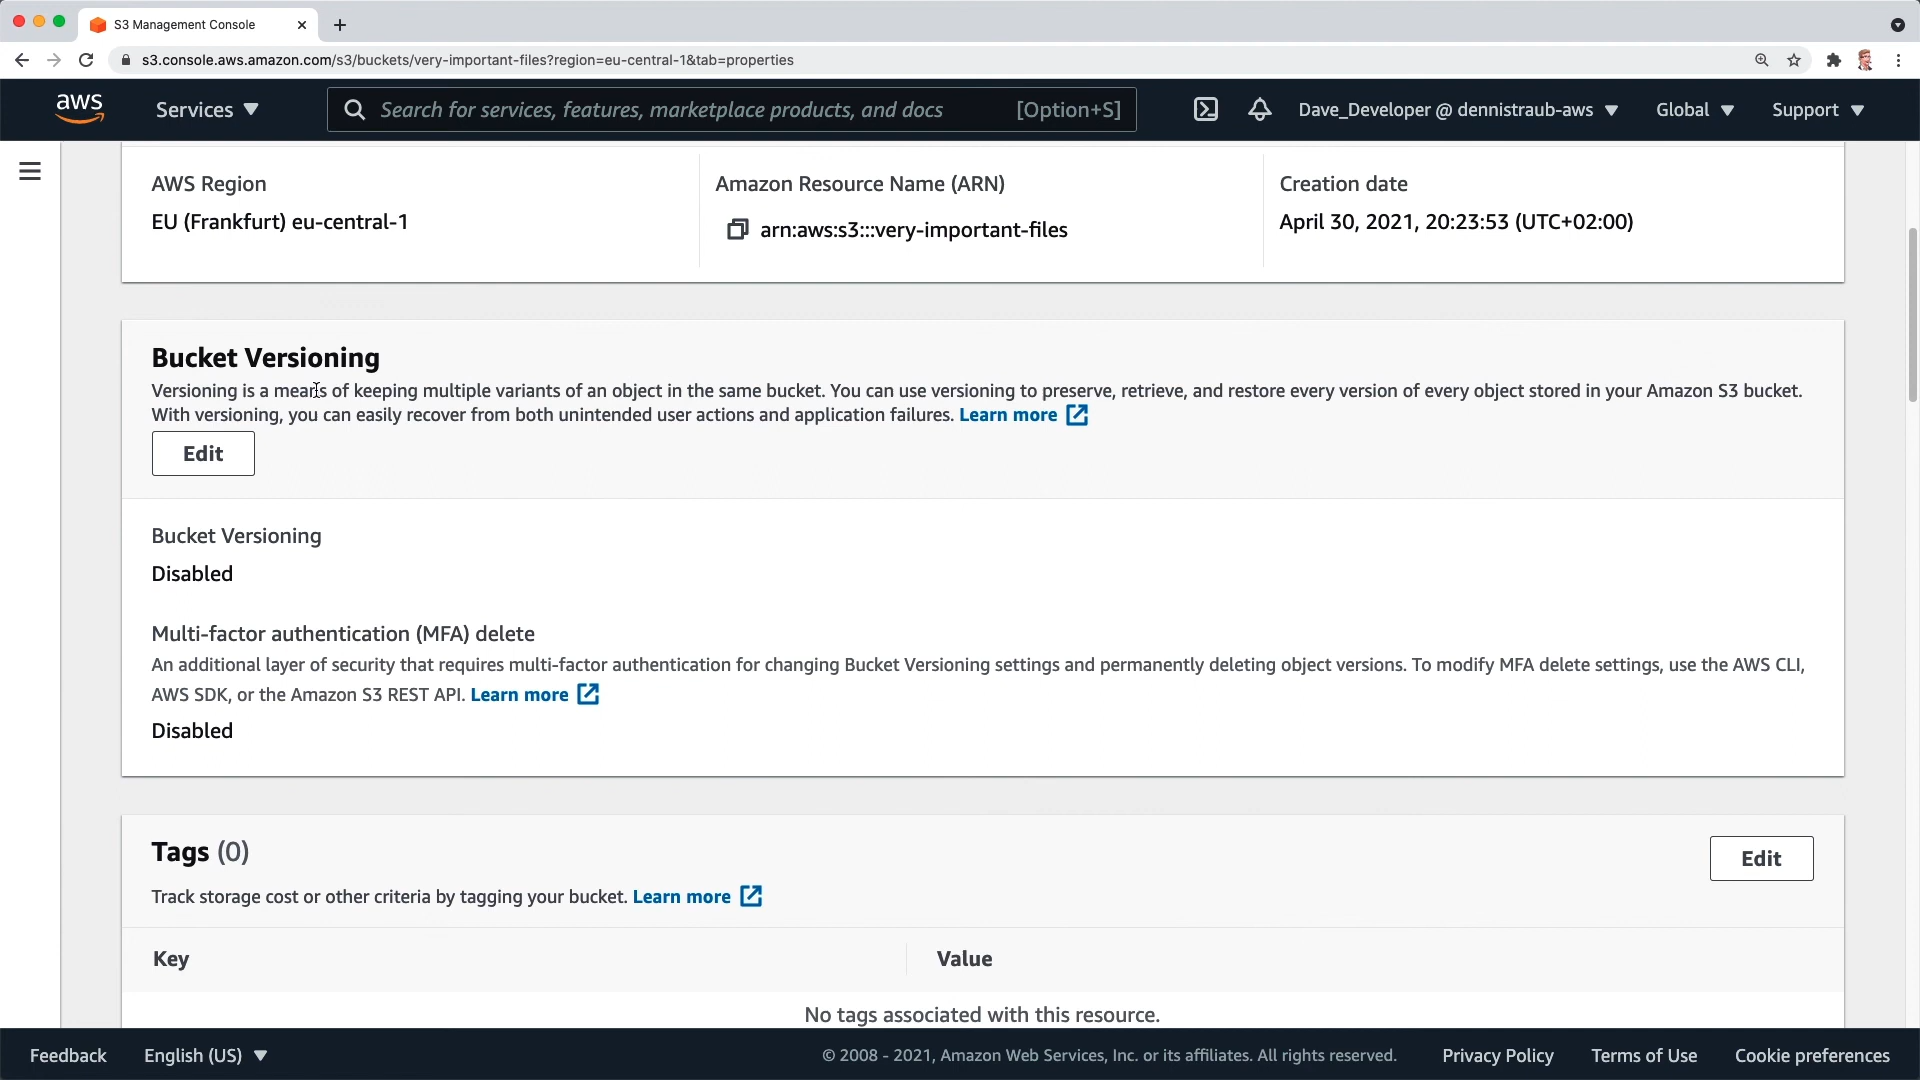 S3 Management Console
s3.console.aws.amazon.com/s3/buckets/very-important-files?region=eu-central-1&tab=properties
aws
Services
Search for services, features, marketplace products, and docs [Option+S]
Dave_Developer @ dennistraub-aws
Global
Support
AWS Region
EU (Frankfurt) eu-central-1
Amazon Resource Name (ARN)
arn:aws:s3:::very-important-files
Creation date
April 30, 2021, 20:23:53 (UTC+02:00)
Bucket Versioning
Versioning is a means of keeping multiple variants of an object in the same bucket. You can use versioning to preserve, retrieve, and restore every version of every object stored in your Amazon S3 bucket.
With versioning, you can easily recover from both unintended user actions and application failures. Learn more
Edit
Bucket Versioning
Disabled
Multi-factor authentication (MFA) delete
An additional layer of security that requires multi-factor authentication for changing Bucket Versioning settings and permanently deleting object versions. To modify MFA delete settings, use the AWS CLI,
AWS SDK, or the Amazon S3 REST API. Learn more
Disabled
Tags (0)
Edit
Track storage cost or other criteria by tagging your bucket. Learn more
Key
Value
No tags associated with this resource.
Feedback
English (US)
© 2008 - 2021, Amazon Web Services, Inc. or its affiliates. All rights reserved.
Privacy Policy
Terms of Use
Cookie preferences